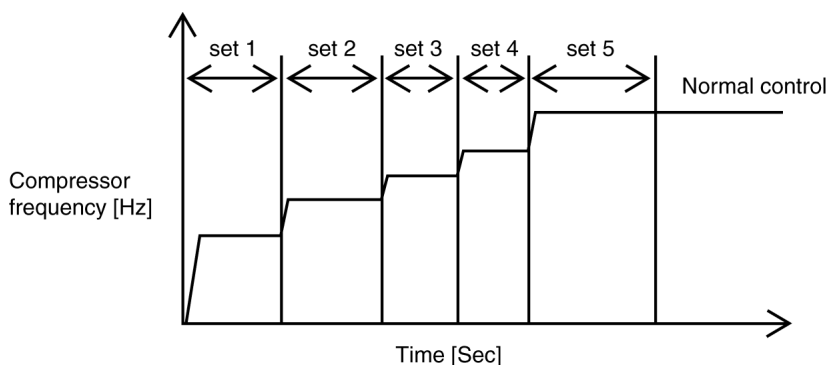 set 1
set 2
set 3
set 4
set 5
Normal control
Compressor
frequency [Hz]
Time [Sec]